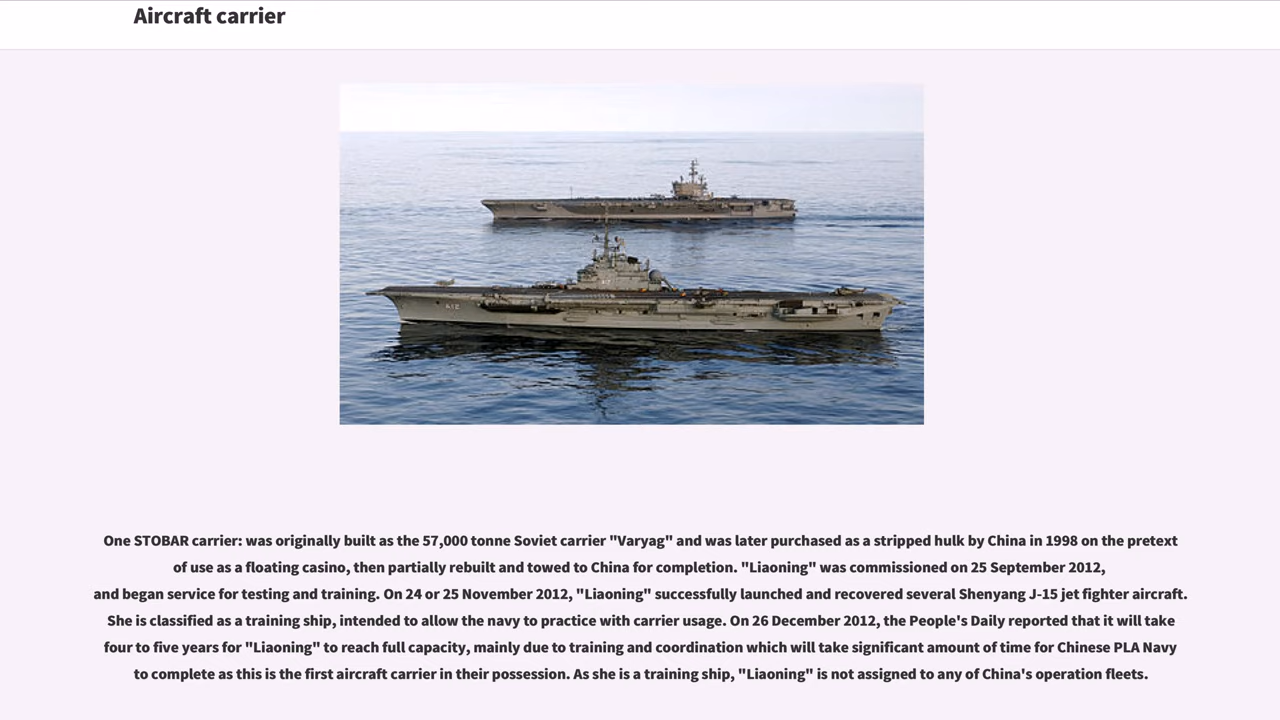 Aircraft carrier
One STOBAR carrier: was originally built as the 57,000 tonne Soviet carrier "Varyag" and was later purchased as a stripped hulk by China in 1998 on the pretext
of use as a floating casino, then partially rebuilt and towed to China for completion. "Liaoning" was commissioned on 25 September 2012,
and began service for testing and training. On 24 or 25 November 2012, "Liaoning" successfully launched and recovered several Shenyang J-15 jet fighter aircraft.
She is classified as a training ship, intended to allow the navy to practice with carrier usage. On 26 December 2012, the People's Daily reported that it will take
four to five years for "Liaoning" to reach full capacity, mainly due to training and coordination which will take significant amount of time for Chinese PLA Navy
to complete as this is the first aircraft carrier in their possession. As she is a training ship, "Liaoning" is not assigned to any of China's operation fleets.